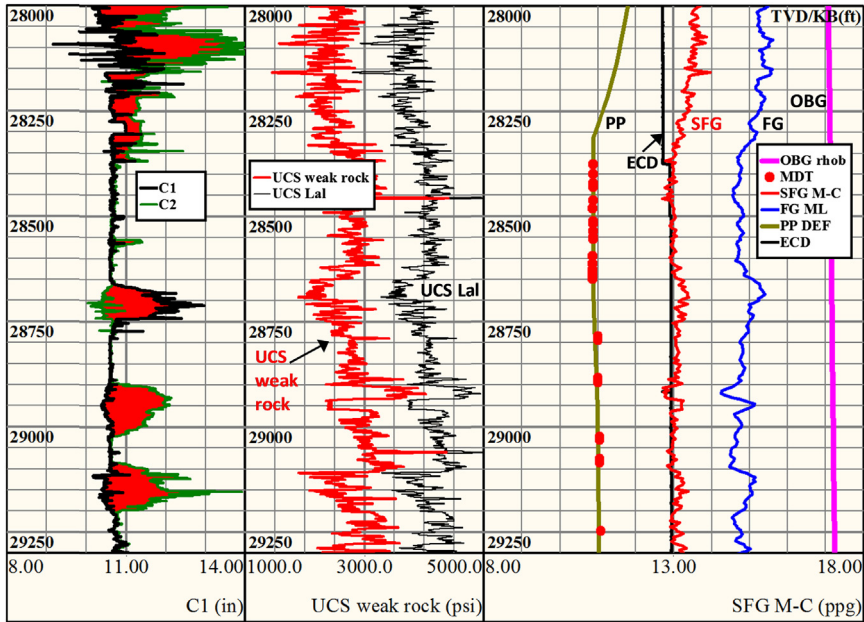 28000
28000
28000
TVD/KB(ft)
OBG
28250
28250
28250
PP
SFG
FG
ECD
C1
C2
UCS weak rock
UCS Lal
OBG rhob
MDT
SFG M-C
FG ML
PP DEF
ECD
28500
28500
28500
UCS Lal
28750
28750
28750
UCS
weak
rock
29000
29000
29000
29250
29250
29250
8.00
11.00
14.00
1000.0
3000.0
5000.0
8.00
13.00
18.00
C1 (in)
UCS weak rock (psi)
SFG M-C (ppg)